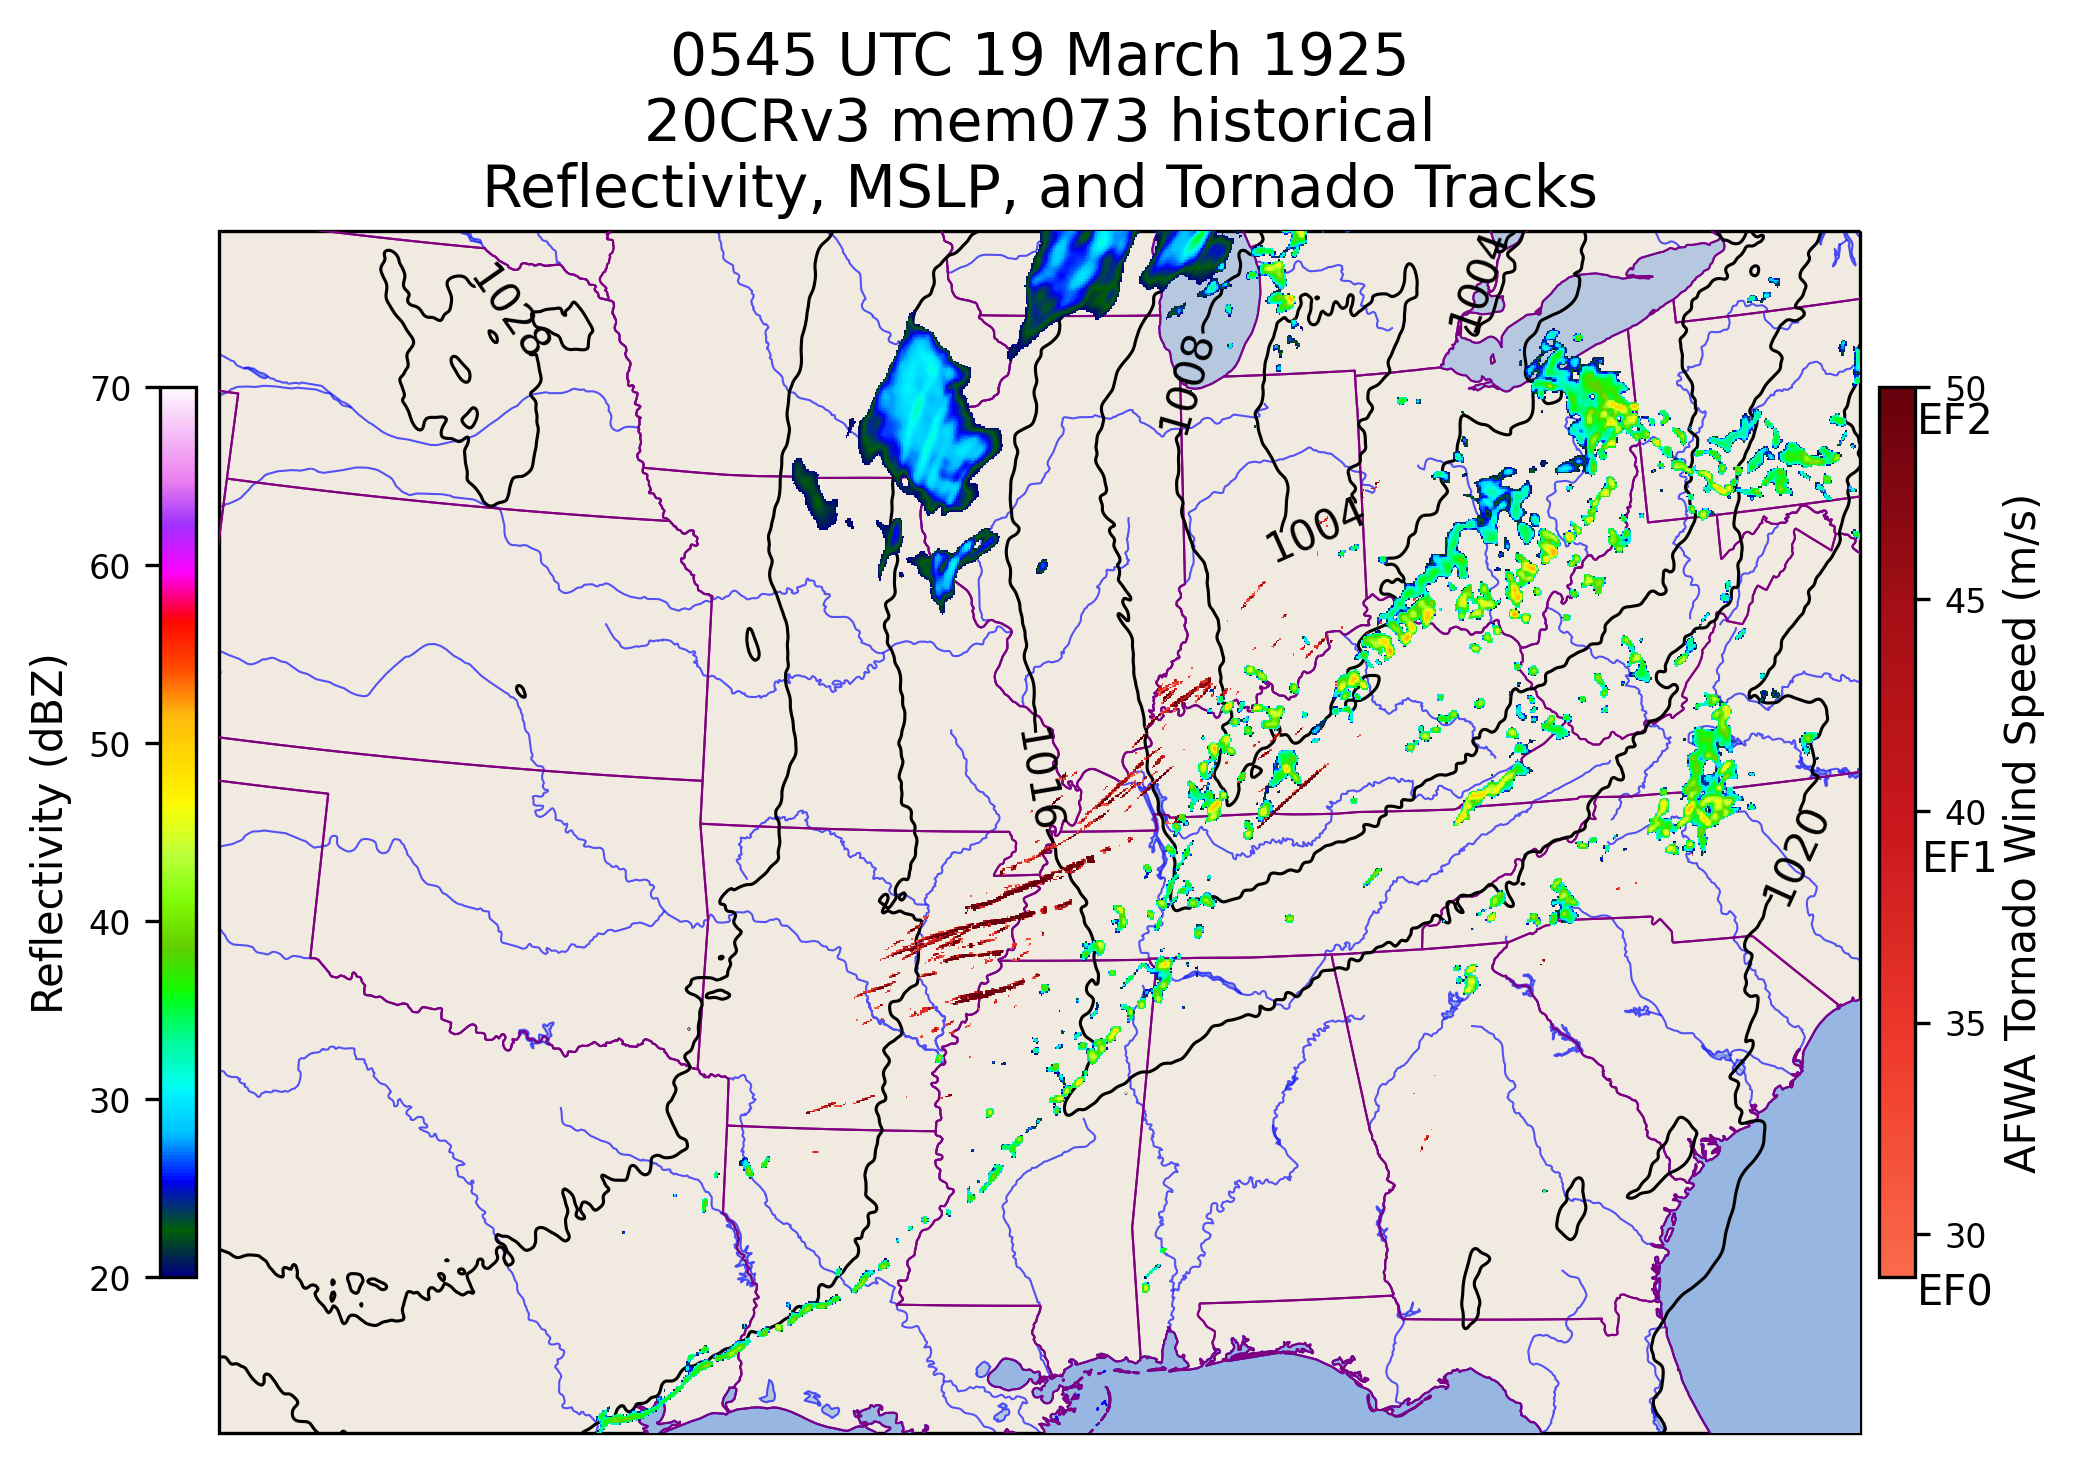 0545 UTC 19 March 1925
20CRv3 mem073 historical
Reflectivity, MSLP, and Tornado Tracks
1028
1004
1008
1004
1016
1020
70
60
50
40
30
20
Reflectivity (dBZ)
50
EF2
45
40
EF1
35
30
EF0
AFWA Tornado Wind Speed (m/s)